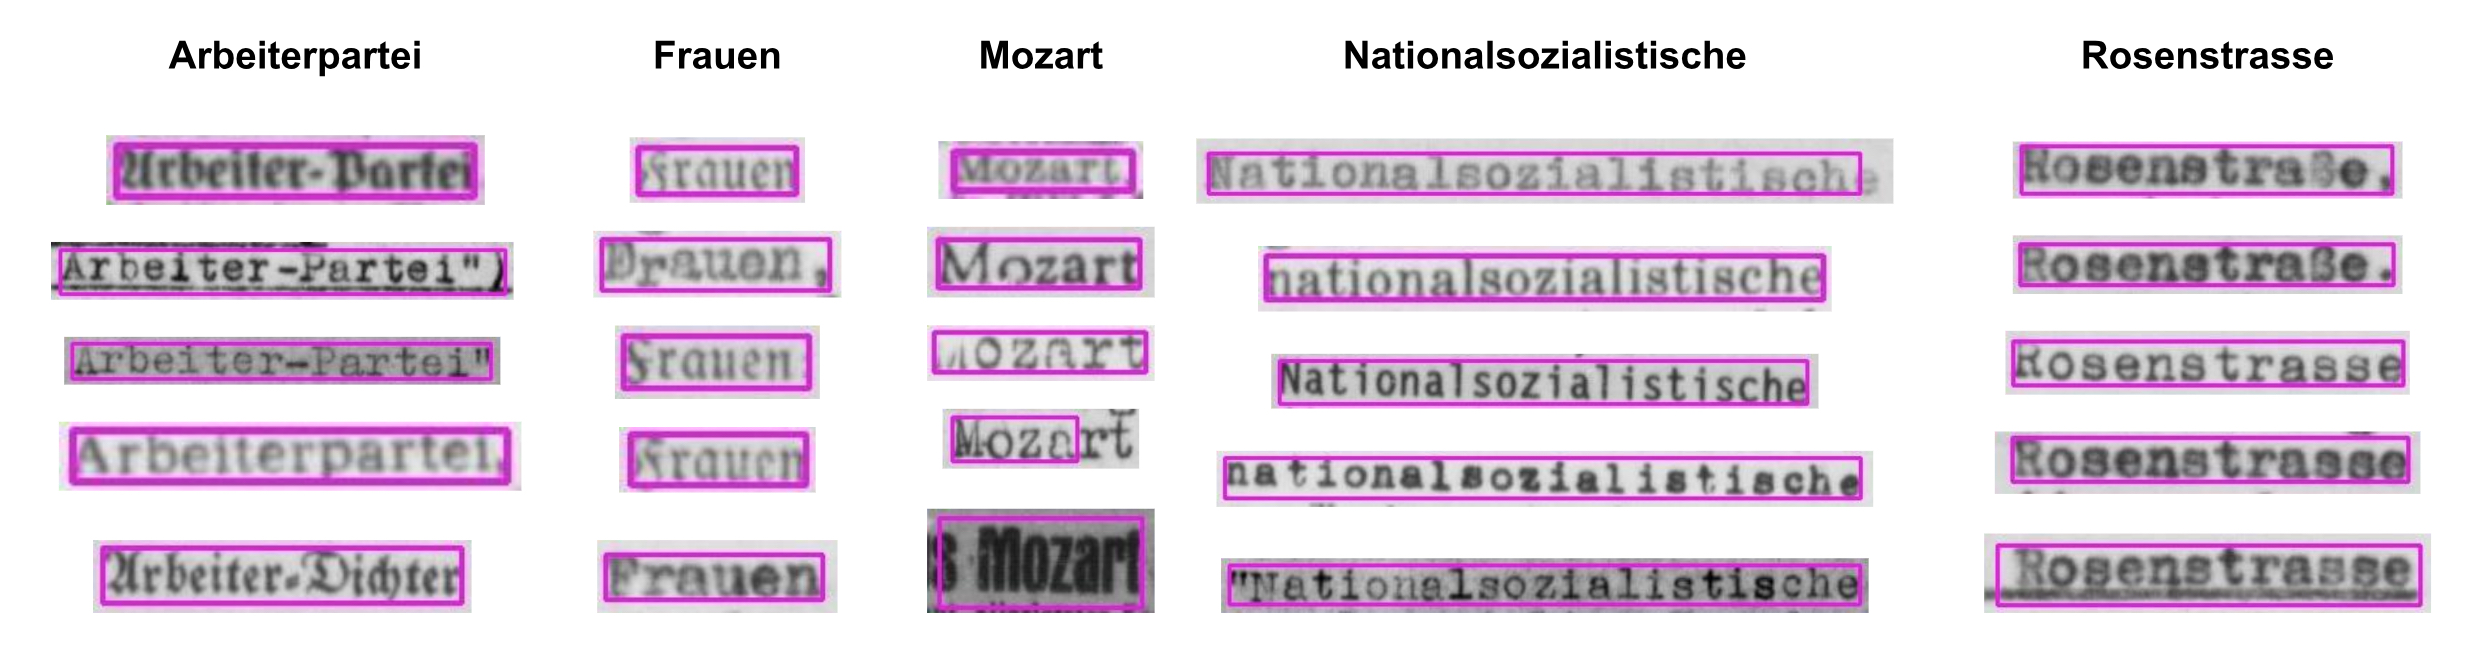 Arbeiterpartei Frauen Mozart Nationalsozialistische Rosenstrasse
Arbeiter-Partei Frauen Mozart Nationalsozialistische Rosenstraße,
Arbeiter-Partei") Drauen, Mozart nationalsozialistische Rosenstraße.
Arbeiter-Partei" Frauen Mozart Nationalsozialistische Rosenstrasse
Arbeiterpartei, Frauen Mozart nationalsozialistische Rosenstrasse
Arbeiter-Dichter Frauen s Mozart "Nationalsozialistische Rosenstrasse